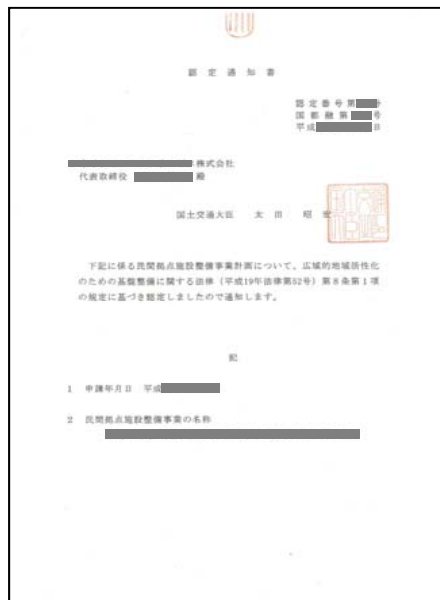 認定通知書
認定番号第　　号
国都融第　　号
平成　　日
株式会社
代表取締役　　殿
国土交通大臣　太田　昭宏
下記に係る民間拠点施設整備事業計画について、広域的地域活性化
のための基盤整備に関する法律（平成19年法律第52号）第8条第1項
の規定に基づき認定しましたので通知します。
記
1　申請年月日　平成
2　民間拠点施設整備事業の名称